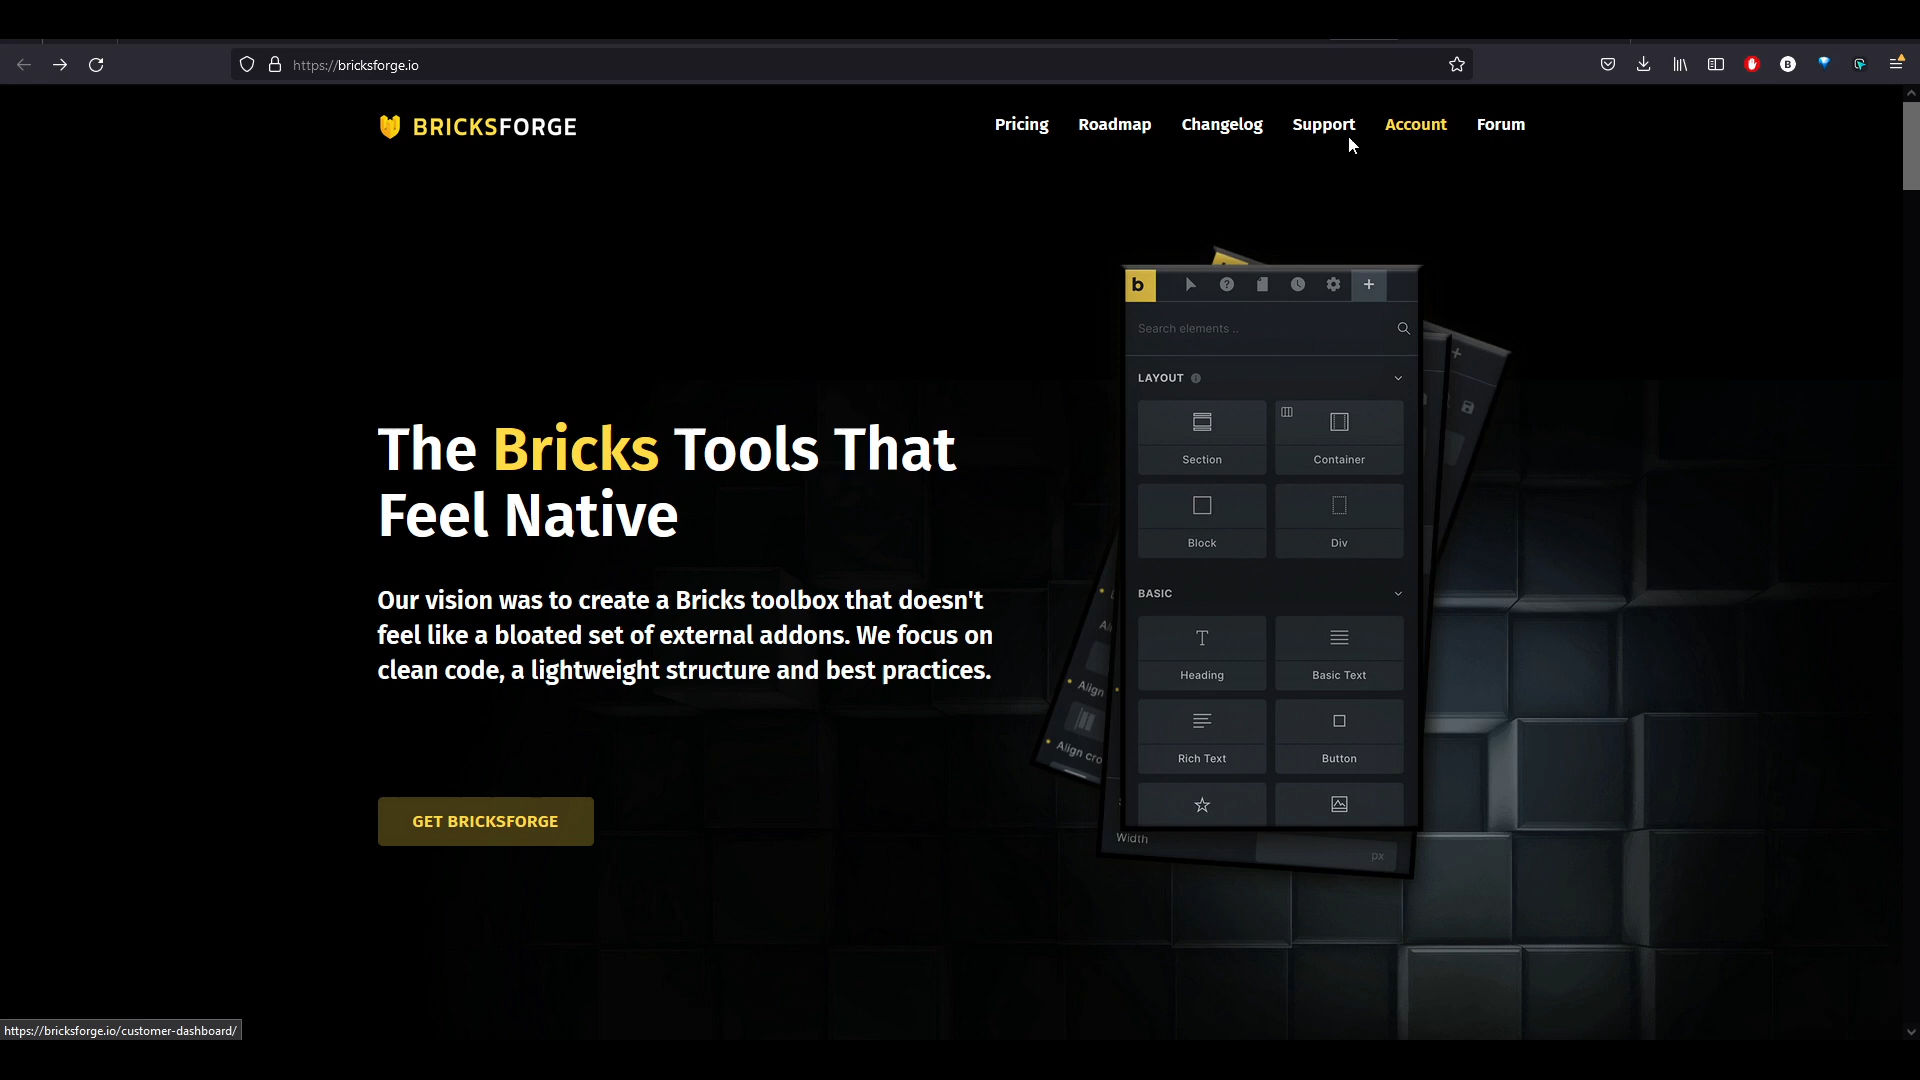 https://bricksforge.io
BRICKSFORGE
Pricing
Roadmap
Changelog
Support
Account
Forum
The Bricks Tools That
Feel Native
Our vision was to create a Bricks toolbox that doesn't
feel like a bloated set of external addons. We focus on
clean code, a lightweight structure and best practices.
GET BRICKSFORGE
b
Search elements ..
LAYOUT
Section
Container
Block
Div
BASIC
Heading
Basic Text
Rich Text
Button
Align
Align cro
Width
px
https://bricksforge.io/customer-dashboard/